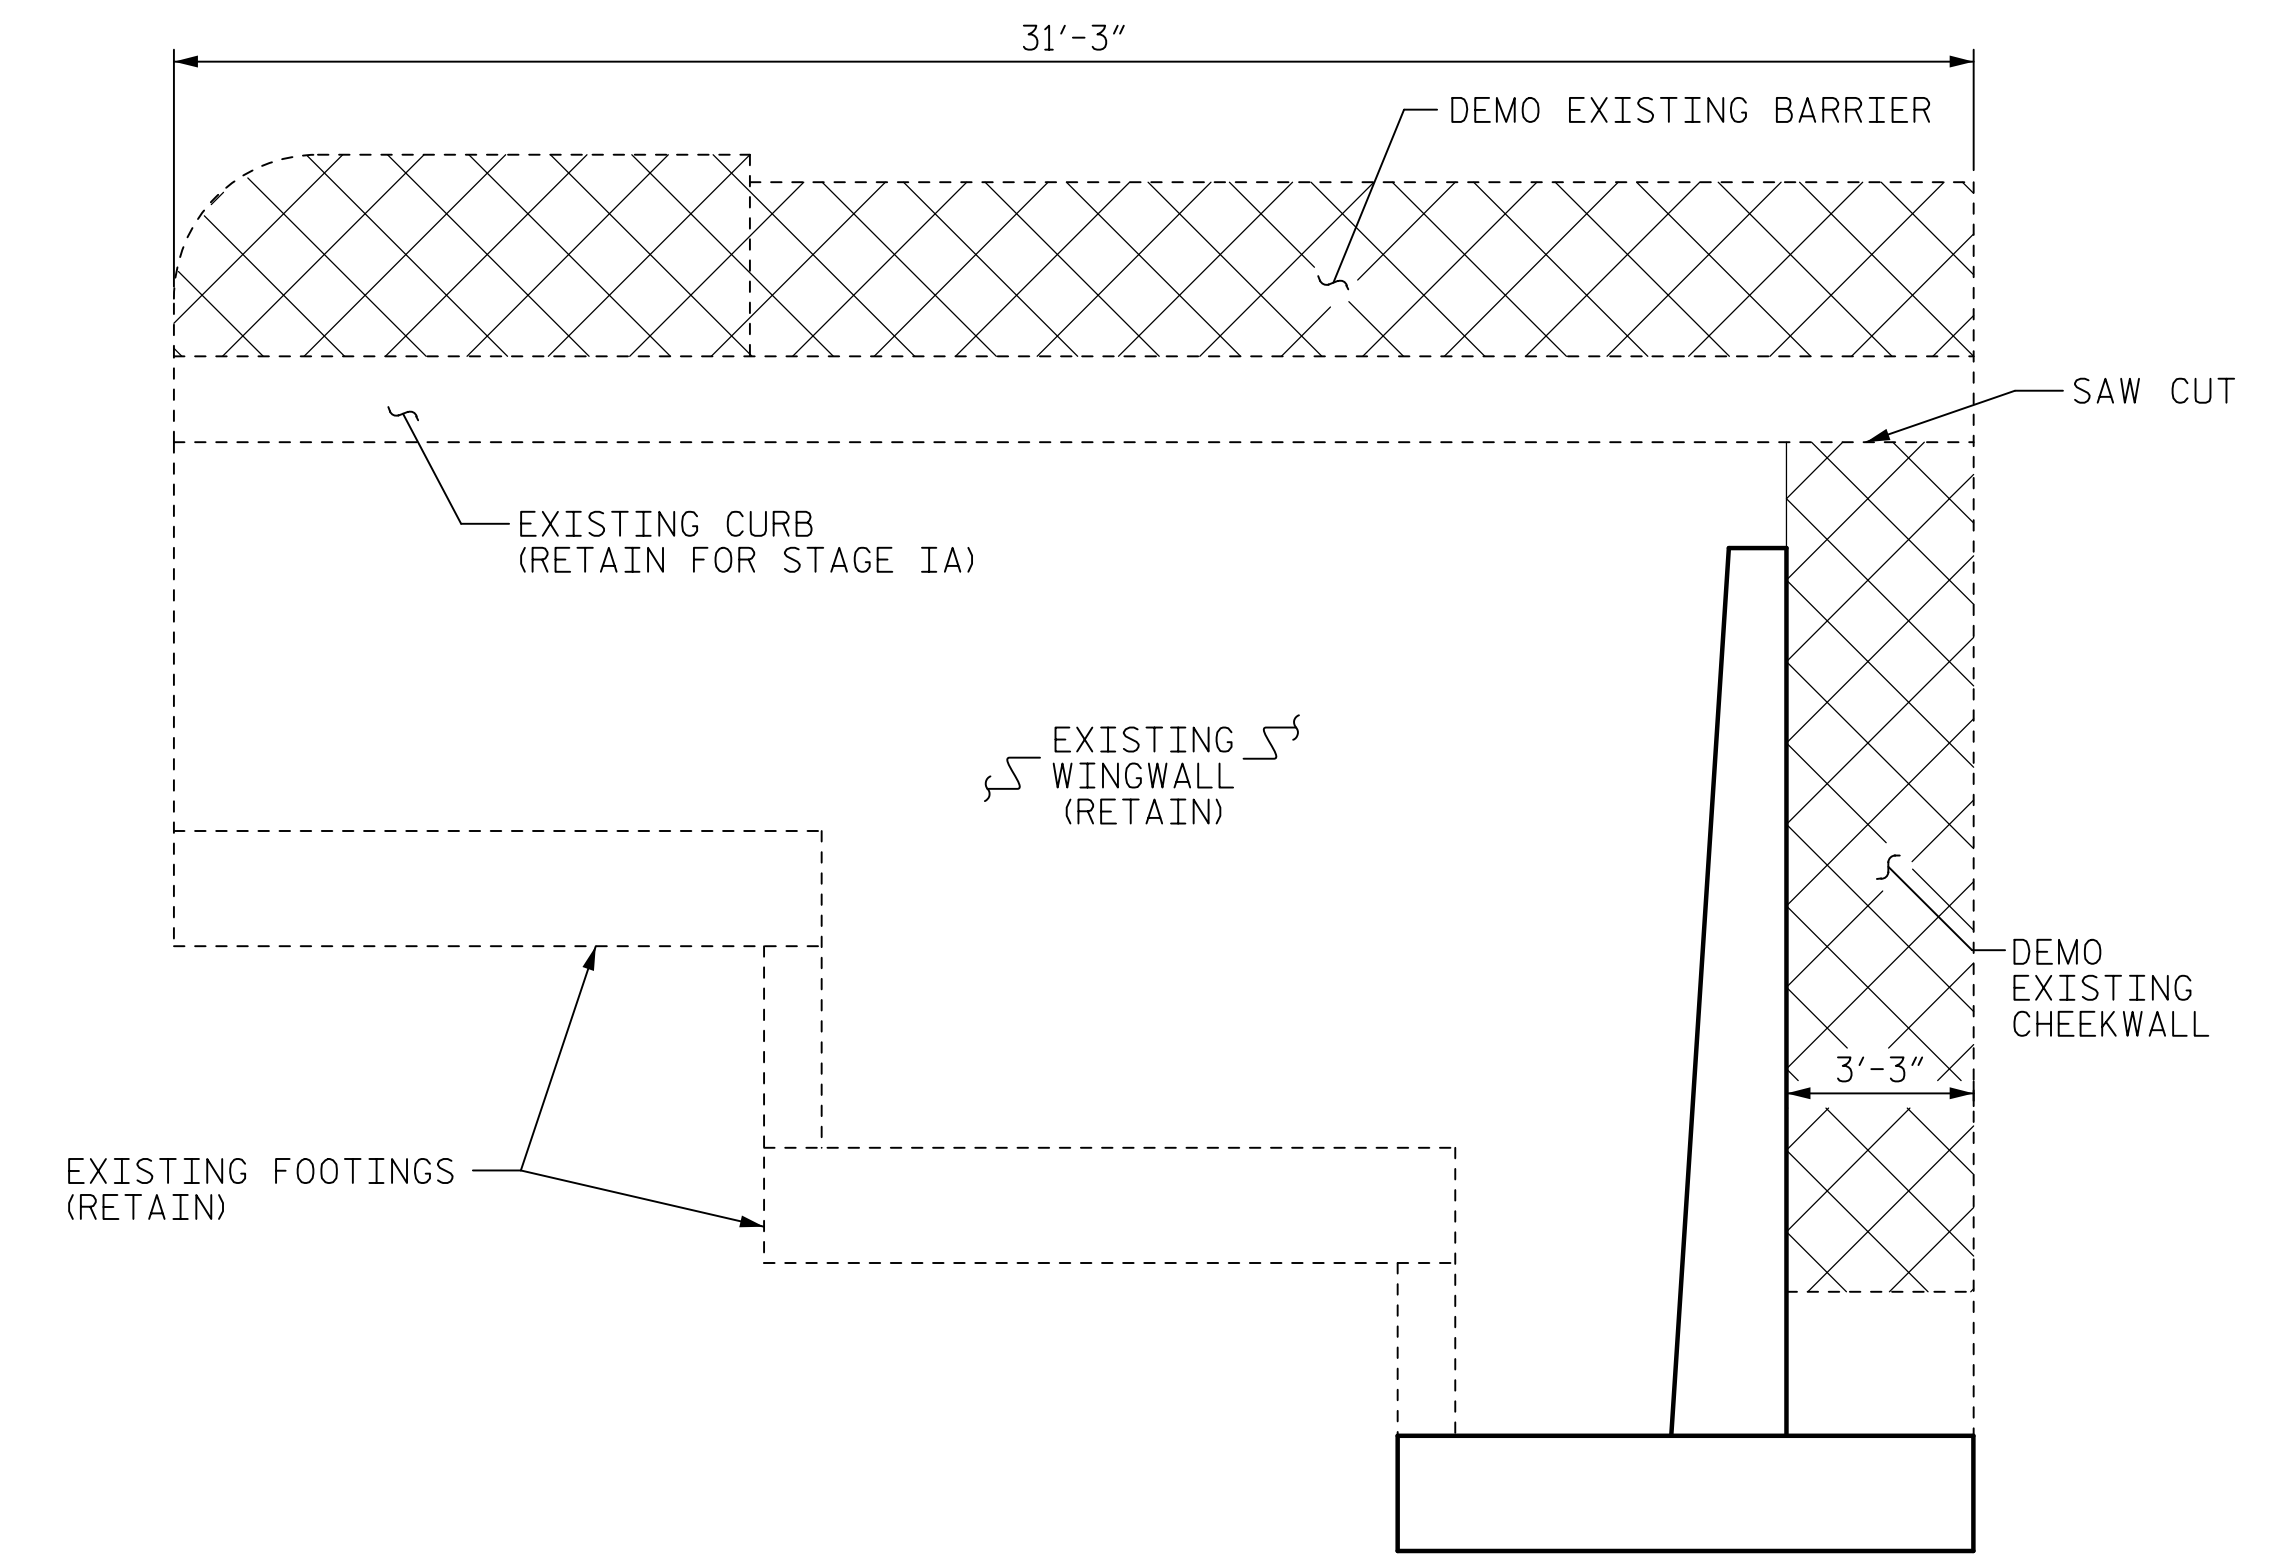 31'-3"
DEMO EXISTING BARRIER
SAW CUT
EXISTING CURB
(RETAIN FOR STAGE IA)
EXISTING
WINGWALL
(RETAIN)
DEMO
EXISTING
CHEEKWALL
3'-3"
EXISTING FOOTINGS
(RETAIN)